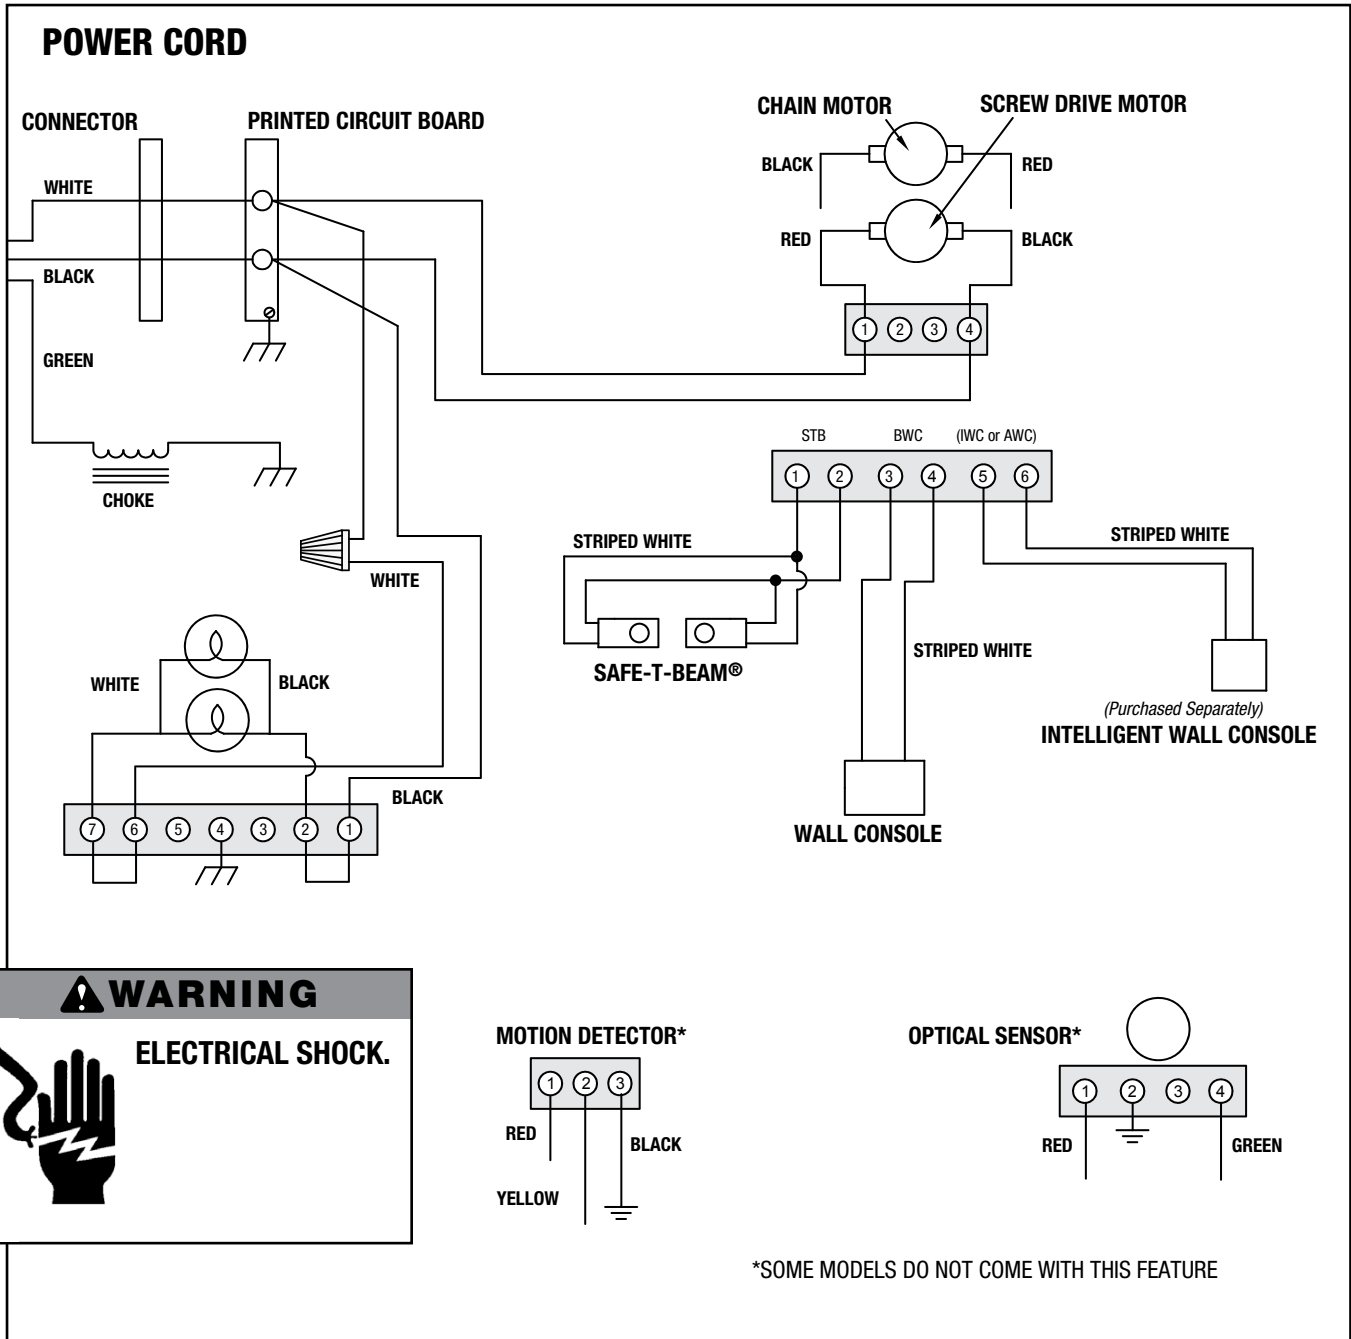 POWER CORD
CONNECTOR
PRINTED CIRCUIT BOARD
CHAIN MOTOR
SCREW DRIVE MOTOR
WHITE
BLACK
RED
RED
BLACK
BLACK
GREEN
1 2 3 4
CHOKE
STB BWC (IWC or AWC)
1 2 3 4 5 6
STRIPED WHITE
STRIPED WHITE
WHITE
STRIPED WHITE
SAFE-T-BEAM®
WHITE
BLACK
(Purchased Separately)
INTELLIGENT WALL CONSOLE
BLACK
7 6 5 4 3 2 1
WALL CONSOLE
WARNING
ELECTRICAL SHOCK.
MOTION DETECTOR*
1 2 3
RED
BLACK
YELLOW
OPTICAL SENSOR*
1 2 3 4
RED
GREEN
*SOME MODELS DO NOT COME WITH THIS FEATURE